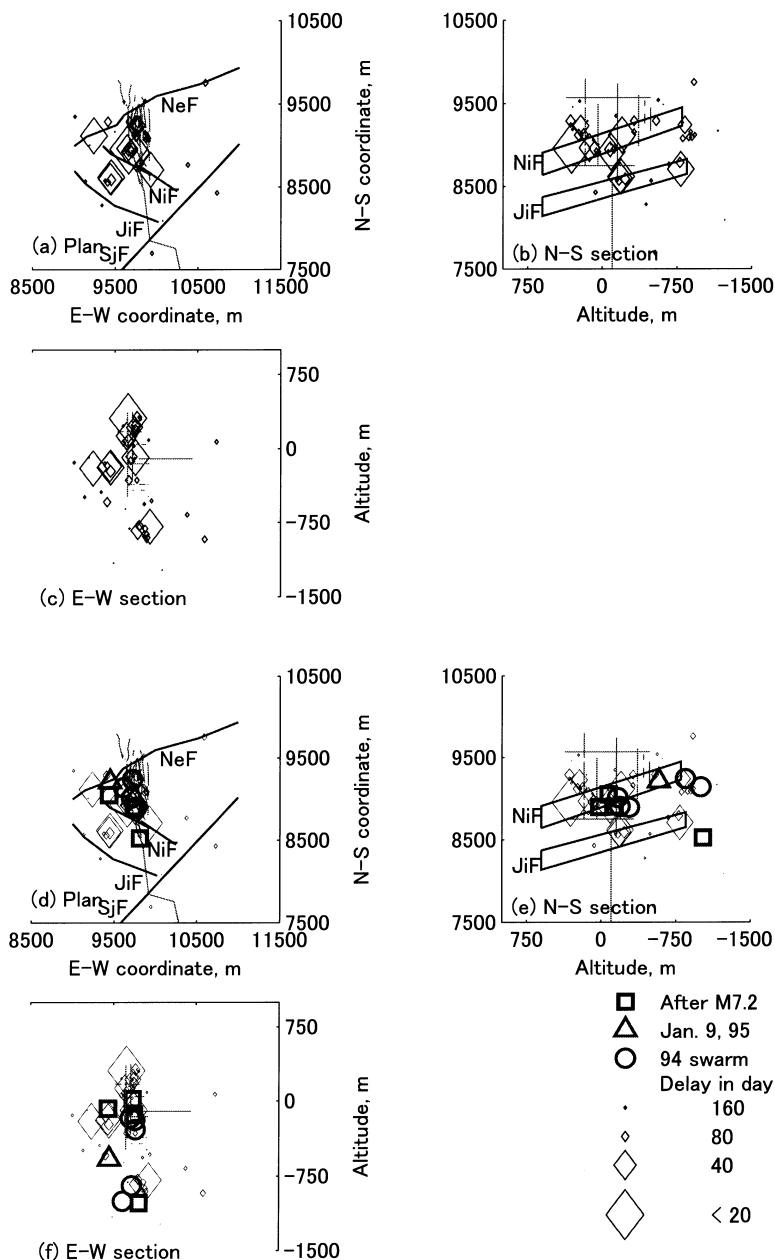 10500
9500
8500
7500
N-S coordinate, m
NeF
NiF
JiF
SjF
(a) Plan
8500 9500 10500 11500
E-W coordinate, m
10500
9500
8500
7500
NiF
JiF
(b) N-S section
750 0 -750 -1500
Altitude, m
750
0
-750
-1500
Altitude, m
(c) E-W section
10500
9500
8500
7500
N-S coordinate, m
NeF
NiF
JiF
SjF
(d) Plan
8500 9500 10500 11500
E-W coordinate, m
10500
9500
8500
7500
NiF
JiF
(e) N-S section
750 0 -750 -1500
Altitude, m
750
0
-750
-1500
Altitude, m
(f) E-W section
After M7.2
Jan. 9, 95
94 swarm
Delay in day
160
80
40
< 20